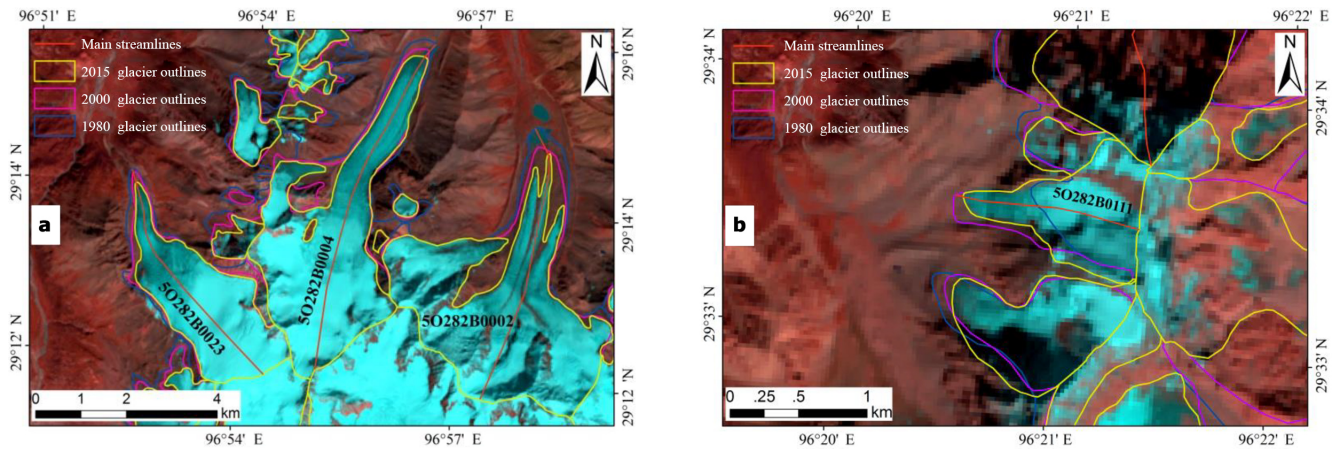 96°51' E 96°54' E 96°57' E
Main streamlines
2015 glacier outlines
2000 glacier outlines
1980 glacier outlines
N
29°16' N
29°14' N
29°14' N
29°12' N
29°12' N
a
5O282B0023
5O282B0004
5O282B0002
0 1 2 4
km
96°54' E 96°57' E
96°20' E 96°21' E 96°22' E
Main streamlines
2015 glacier outlines
2000 glacier outlines
1980 glacier outlines
N
29°34' N
29°34' N
29°33' N
29°33' N
b
5O282B0111
0 .25 .5 1
km
96°20' E 96°21' E 96°22' E